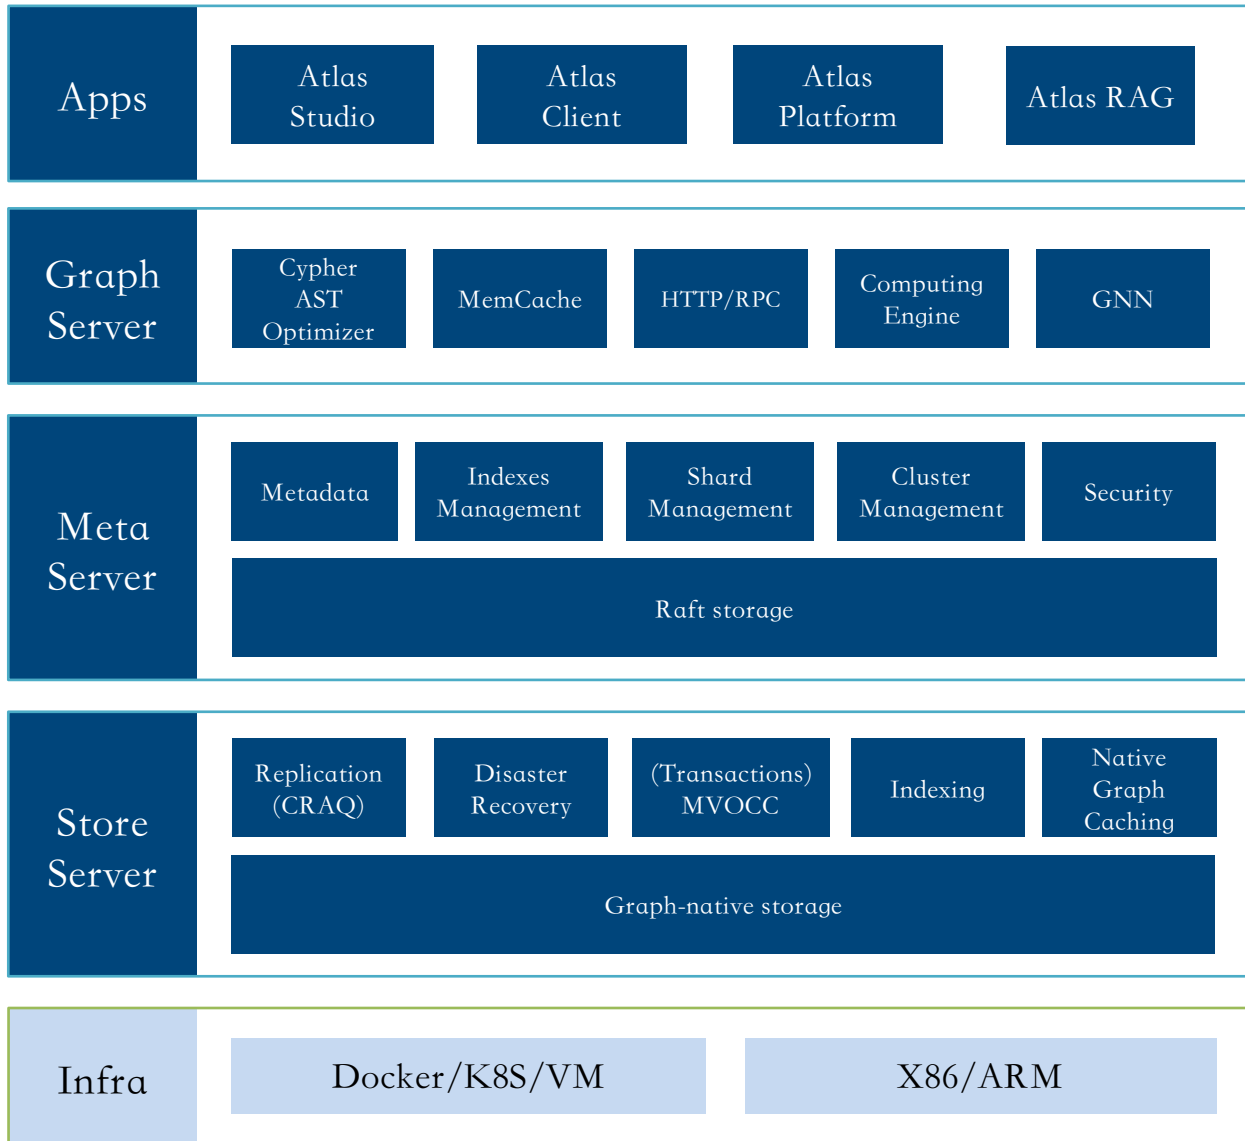 Apps
Atlas
Studio
Atlas
Client
Atlas
Platform
Atlas RAG
Graph
Server
Cypher
AST
Optimizer
MemCache
HTTP/RPC
Computing
Engine
GNN
Meta
Server
Metadata
Indexes
Management
Shard
Management
Cluster
Management
Security
Raft storage
Store
Server
Replication
(CRAQ)
Disaster
Recovery
(Transactions)
MVOCC
Indexing
Native
Graph
Caching
Graph-native storage
Infra
Docker/K8S/VM
X86/ARM